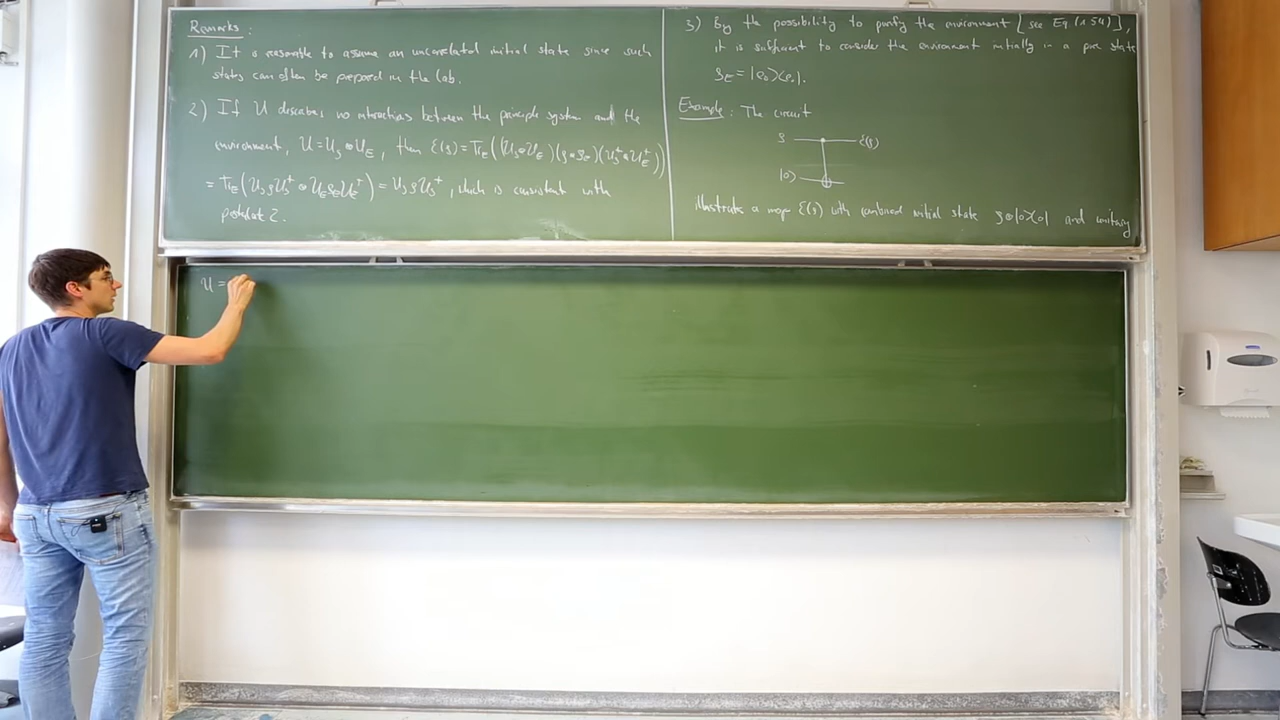 Remarks:
1) It is reasonable to assume an uncorrelated initial state since such
states can often be prepared in the lab.
2) If U describes no interactions between the principle system and the
environment, U = U_S ⊗ U_E, then ℰ(ρ) = Tr_E((U_S⊗U_E)(ρ⊗ρ_E)(U_S^†⊗U_E^†))
= Tr_E(U_S ρ U_S^† ⊗ U_E ρ_E U_E^†) = U_S ρ U_S^†, which is consistent with
postulate 2.
3) By the possibility to purify the environment [see Eq. (154)],
it is sufficient to consider the environment initially in a pure state
ρ_E = |e_0⟩⟨e_0|.
Example: The circuit
ρ ℰ(ρ)
|0⟩
illustrates a map ℰ(ρ) with combined initial state ρ⊗|0⟩⟨0| and unitary
U =